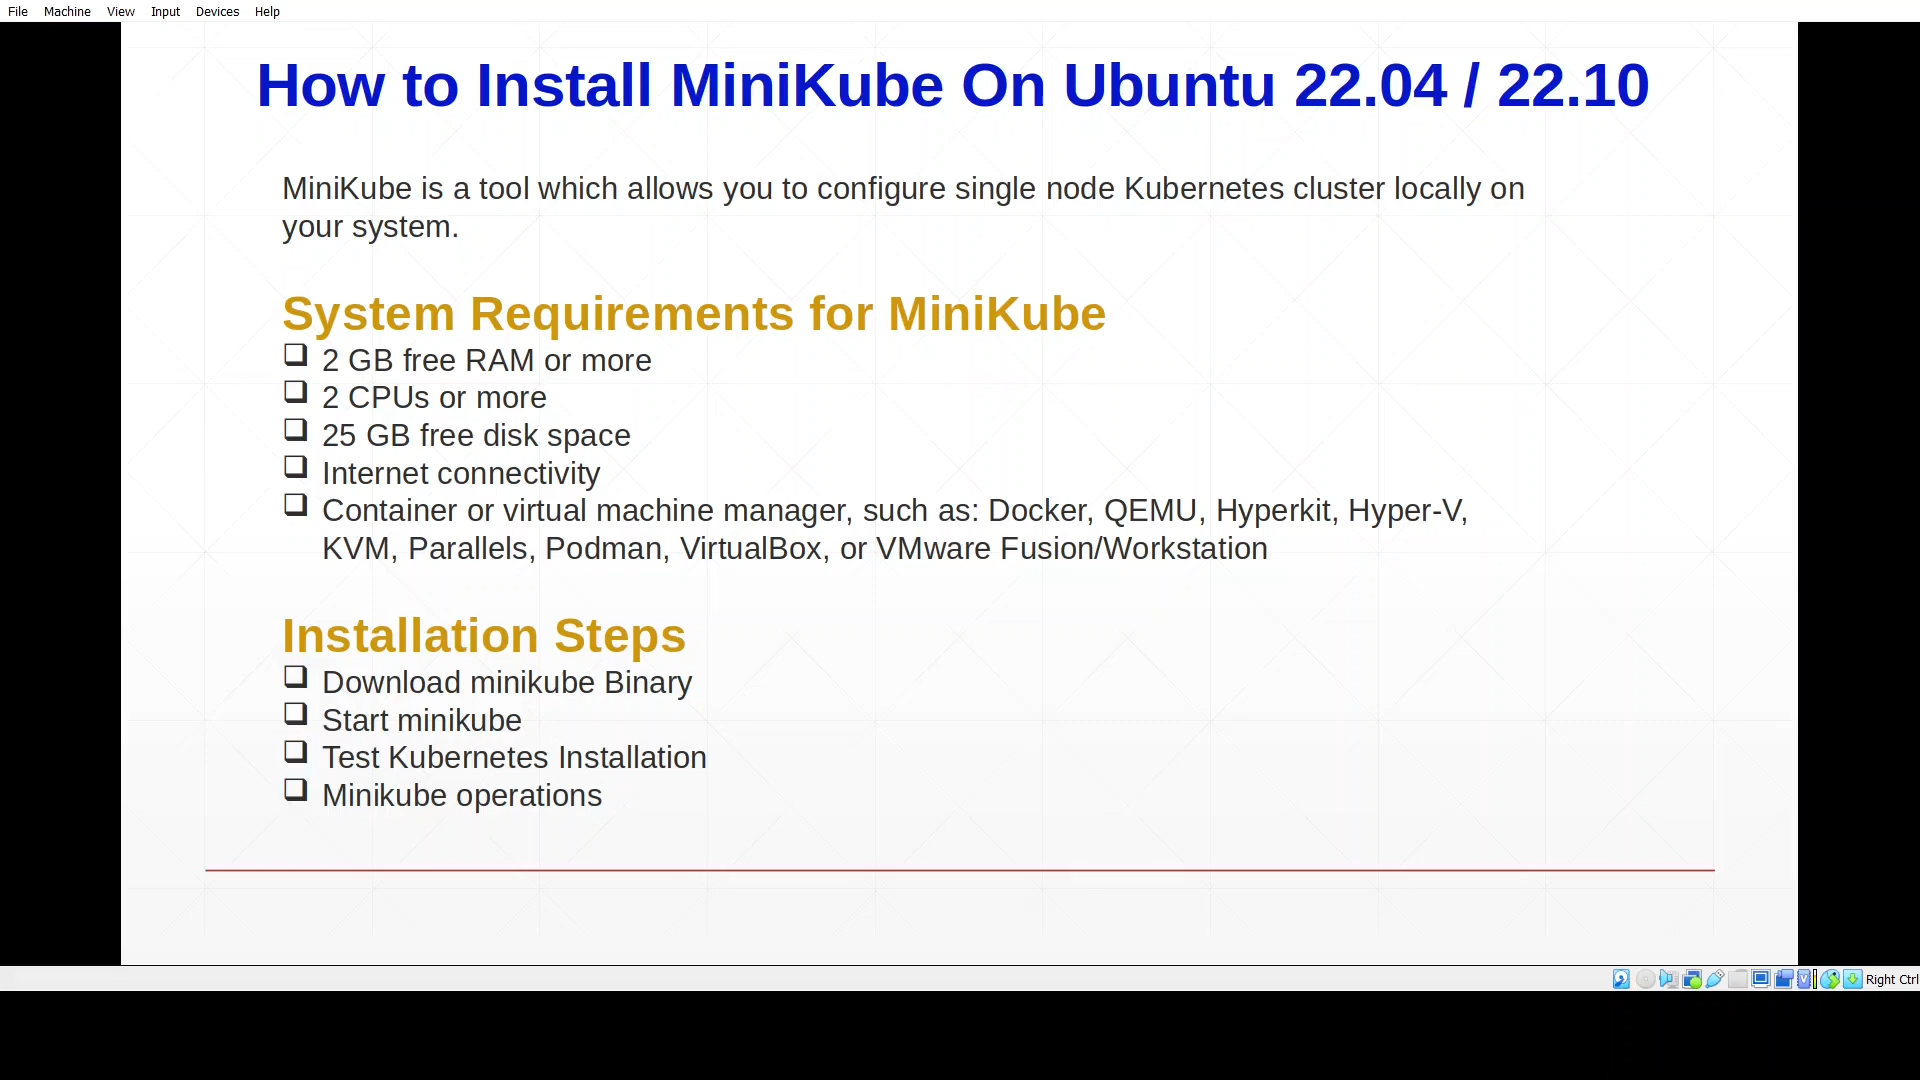 File Machine View Input Devices Help
How to Install MiniKube On Ubuntu 22.04 / 22.10
MiniKube is a tool which allows you to configure single node Kubernetes cluster locally on
your system.
System Requirements for MiniKube
❑ 2 GB free RAM or more
❑ 2 CPUs or more
❑ 25 GB free disk space
❑ Internet connectivity
❑ Container or virtual machine manager, such as: Docker, QEMU, Hyperkit, Hyper-V,
KVM, Parallels, Podman, VirtualBox, or VMware Fusion/Workstation
Installation Steps
❑ Download minikube Binary
❑ Start minikube
❑ Test Kubernetes Installation
❑ Minikube operations
Right Ctrl